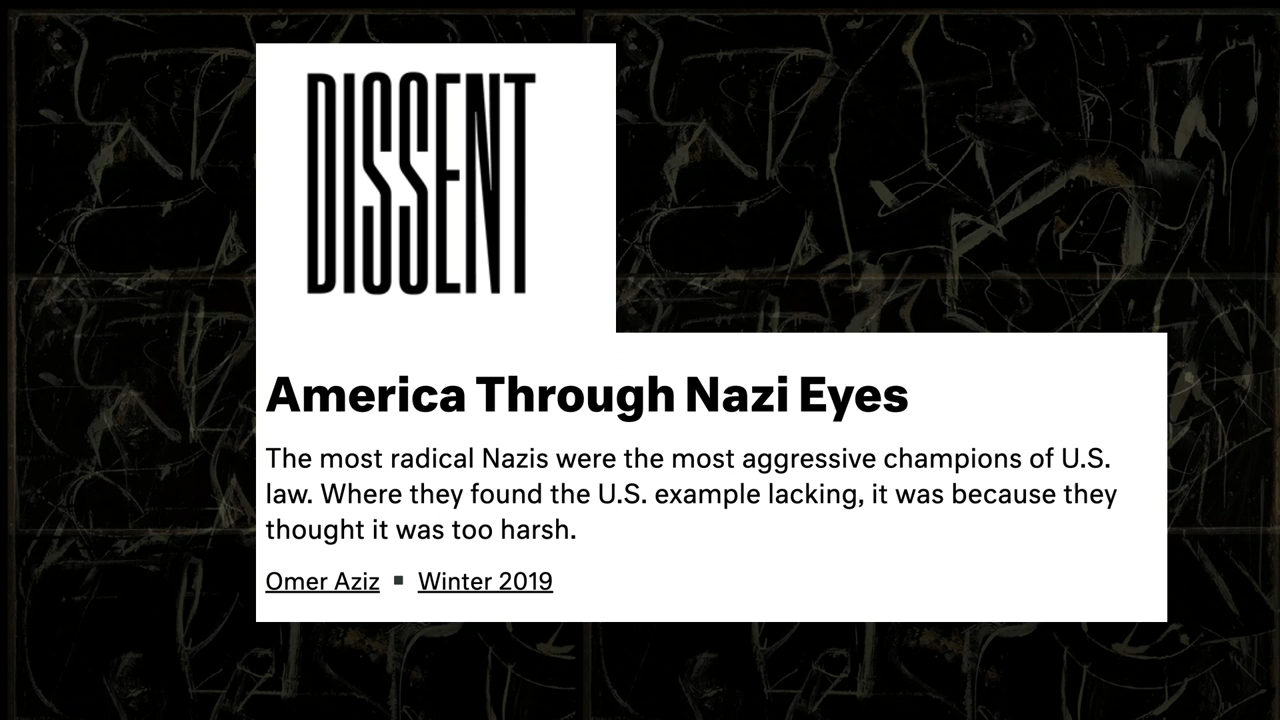 DISSENT
America Through Nazi Eyes
The most radical Nazis were the most aggressive champions of U.S.
law. Where they found the U.S. example lacking, it was because they
thought it was too harsh.
Omer Aziz ▪ Winter 2019